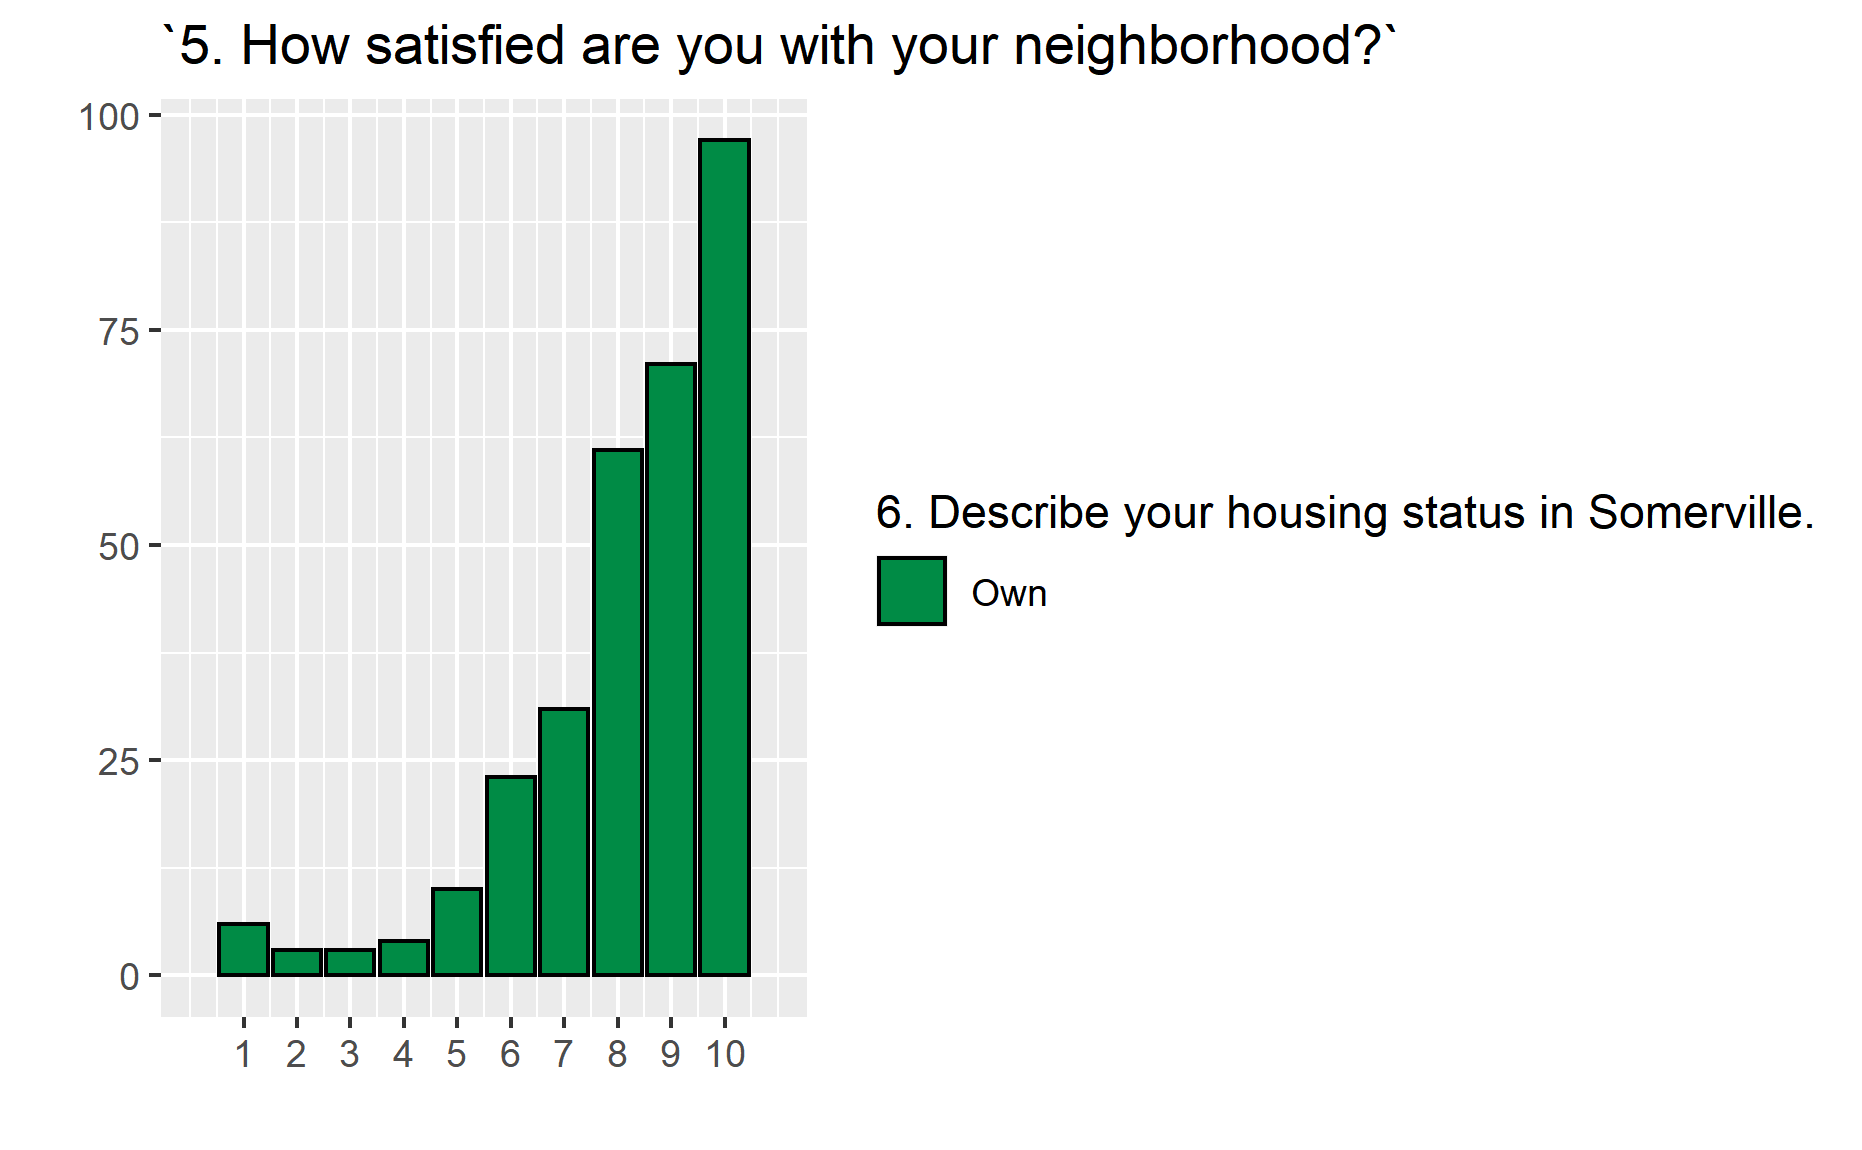 `5. How satisfied are you with your neighborhood?`
100
75
50
25
0
1 2 3 4 5 6 7 8 9 10
6. Describe your housing status in Somerville.
Own